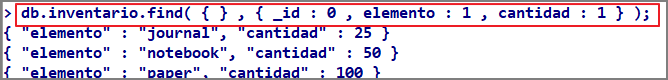 > db.inventario.find( { } , { _id : 0 , elemento : 1 , cantidad : 1 } );
{ "elemento" : "journal", "cantidad" : 25 }
{ "elemento" : "notebook", "cantidad" : 50 }
{ "elemento" : "paper", "cantidad" : 100 }